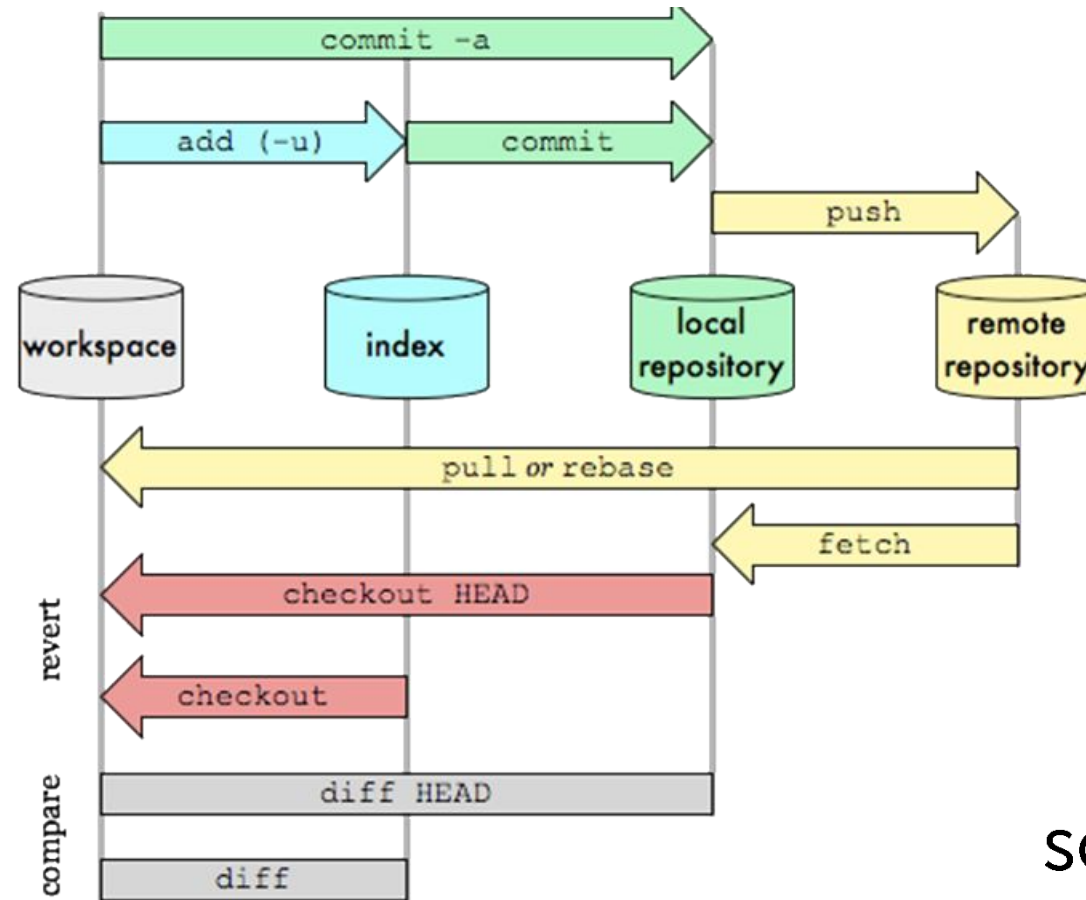 commit -a
add (-u)
commit
push
workspace
index
local
repository
remote
repository
pull or rebase
fetch
revert
checkout HEAD
checkout
compare
diff HEAD
diff